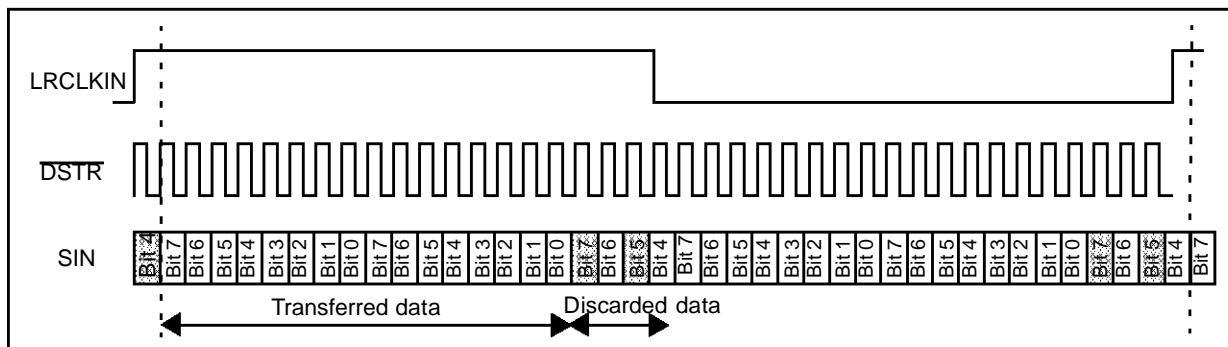 LRCLKIN
DSTR
SIN
Bit 4 Bit 7 Bit 6 Bit 5 Bit 4 Bit 3 Bit 2 Bit 1 Bit 0 Bit 7 Bit 6 Bit 5 Bit 4 Bit 3 Bit 2 Bit 1 Bit 0 Bit 7 Bit 6 Bit 5 Bit 4 Bit 7 Bit 6 Bit 5 Bit 4 Bit 3 Bit 2 Bit 1 Bit 0 Bit 7 Bit 6 Bit 5 Bit 4 Bit 3 Bit 2 Bit 1 Bit 0 Bit 7 Bit 6 Bit 5 Bit 4 Bit 7
Transferred data Discarded data